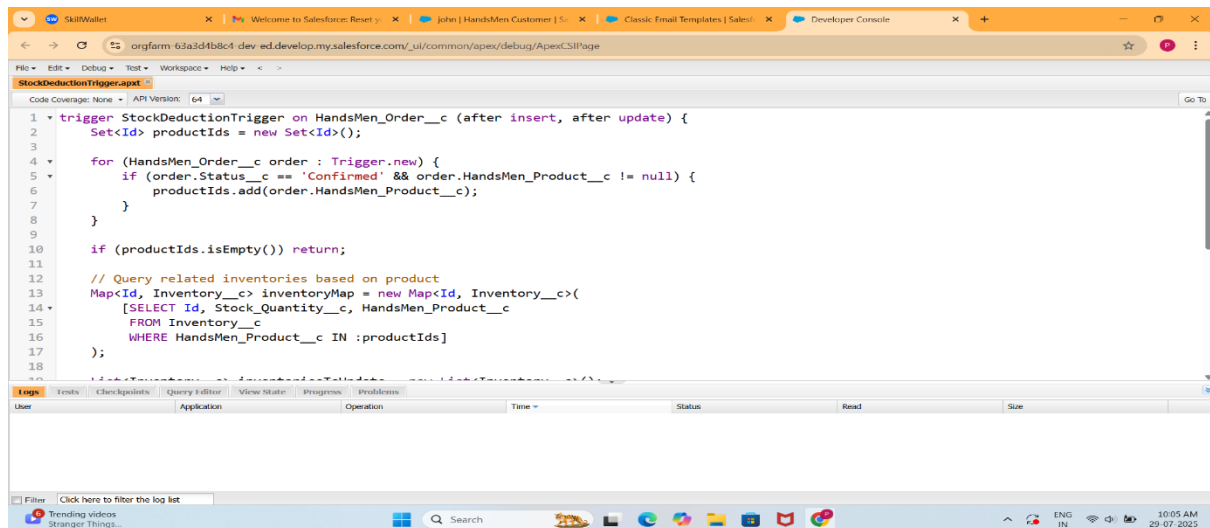 SkillWallet
Welcome to Salesforce: Reset y
john | HandsMen Customer | Sa
Classic Email Templates | Salesf
Developer Console
orgfarm-63a3d4b8c4-dev-ed.develop.my.salesforce.com/_ui/common/apex/debug/ApexCSIPage
P
File Edit Debug Test Workspace Help < >
StockDeductionTrigger.apxt
Code Coverage: None API Version: 64 Go To
1 trigger StockDeductionTrigger on HandsMen_Order__c (after insert, after update) {
2 Set<Id> productIds = new Set<Id>();
3
4 for (HandsMen_Order__c order : Trigger.new) {
5 if (order.Status__c == 'Confirmed' && order.HandsMen_Product__c != null) {
6 productIds.add(order.HandsMen_Product__c);
7 }
8 }
9
10 if (productIds.isEmpty()) return;
11
12 // Query related inventories based on product
13 Map<Id, Inventory__c> inventoryMap = new Map<Id, Inventory__c>(
14 [SELECT Id, Stock_Quantity__c, HandsMen_Product__c
15 FROM Inventory__c
16 WHERE HandsMen_Product__c IN :productIds]
17 );
18
Logs Tests Checkpoints Query Editor View State Progress Problems
User Application Operation Time Status Read Size
Filter Click here to filter the log list
6
Trending videos
Stranger Things...
Search
ENG
IN
10:05 AM
29-07-2025